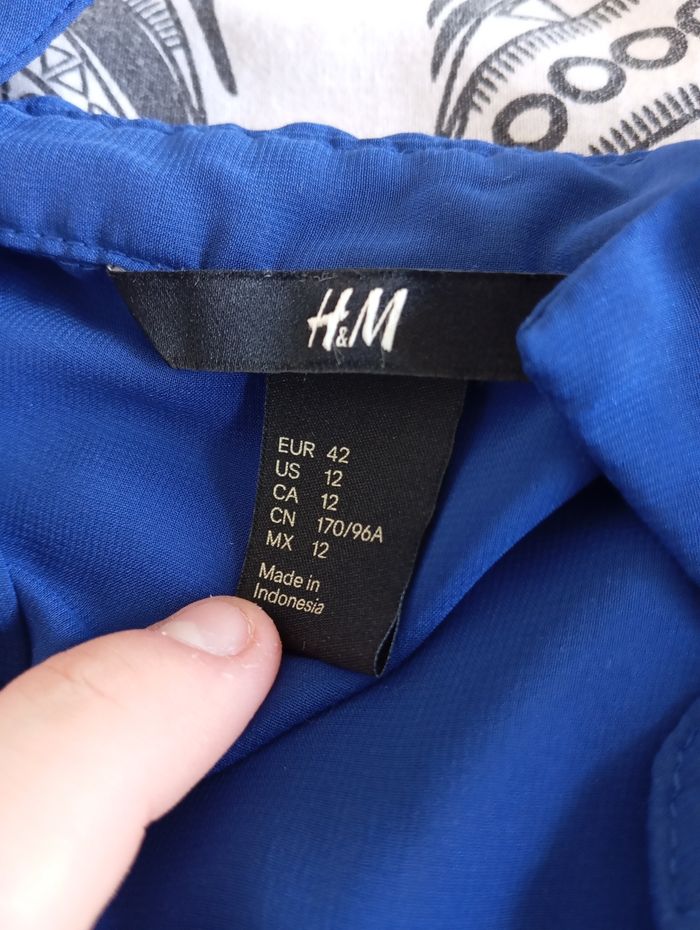 H&M
EUR 42
US 12
CA 12
CN 170/96A
MX 12
Made in
Indonesia